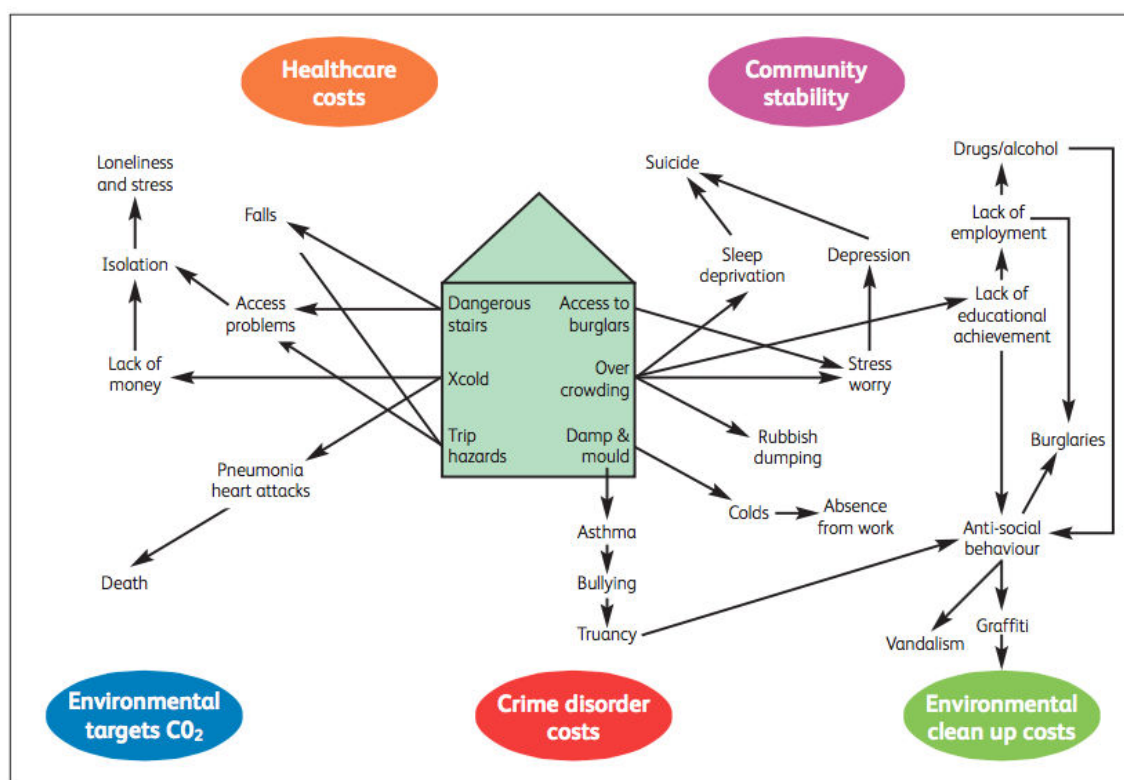 Healthcare
costs
Community
stability
Loneliness
and stress
Falls
Isolation
Access
problems
Lack of
money
Pneumonia
heart attacks
Death
Dangerous
stairs
Xcold
Trip
hazards
Access to
burglars
Over
crowding
Damp &
mould
Suicide
Sleep
deprivation
Depression
Stress
worry
Rubbish
dumping
Colds
Absence
from work
Asthma
Bullying
Truancy
Drugs/alcohol
Lack of
employment
Lack of
educational
achievement
Burglaries
Anti-social
behaviour
Vandalism
Graffiti
Environmental
targets C0₂
Crime disorder
costs
Environmental
clean up costs